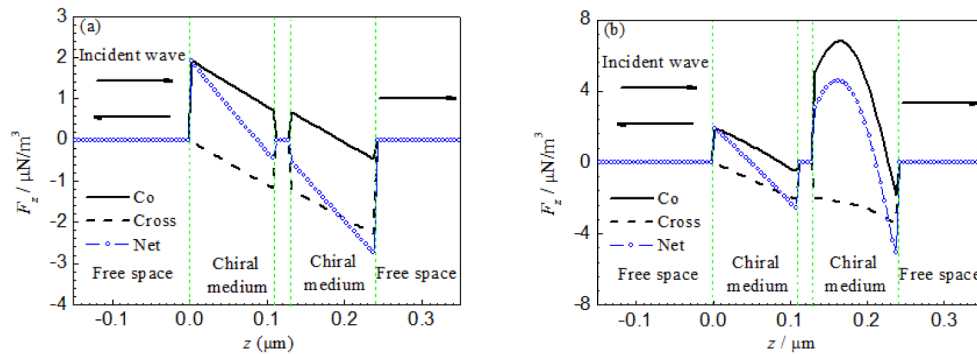 (a)
3
2
1
0
-1
-2
-3
-4
F_z / μN/m³
Incident wave
Co
Cross
Net
Free space
Chiral
medium
Chiral
medium
Free space
-0.1 0.0 0.1 0.2 0.3
z (μm)
(b)
8
4
0
-4
-8
F_z / μN/m³
Incident wave
Co
Cross
Net
Free space
Chiral
medium
Chiral
medium
Free space
-0.1 0.0 0.1 0.2 0.3
z / μm